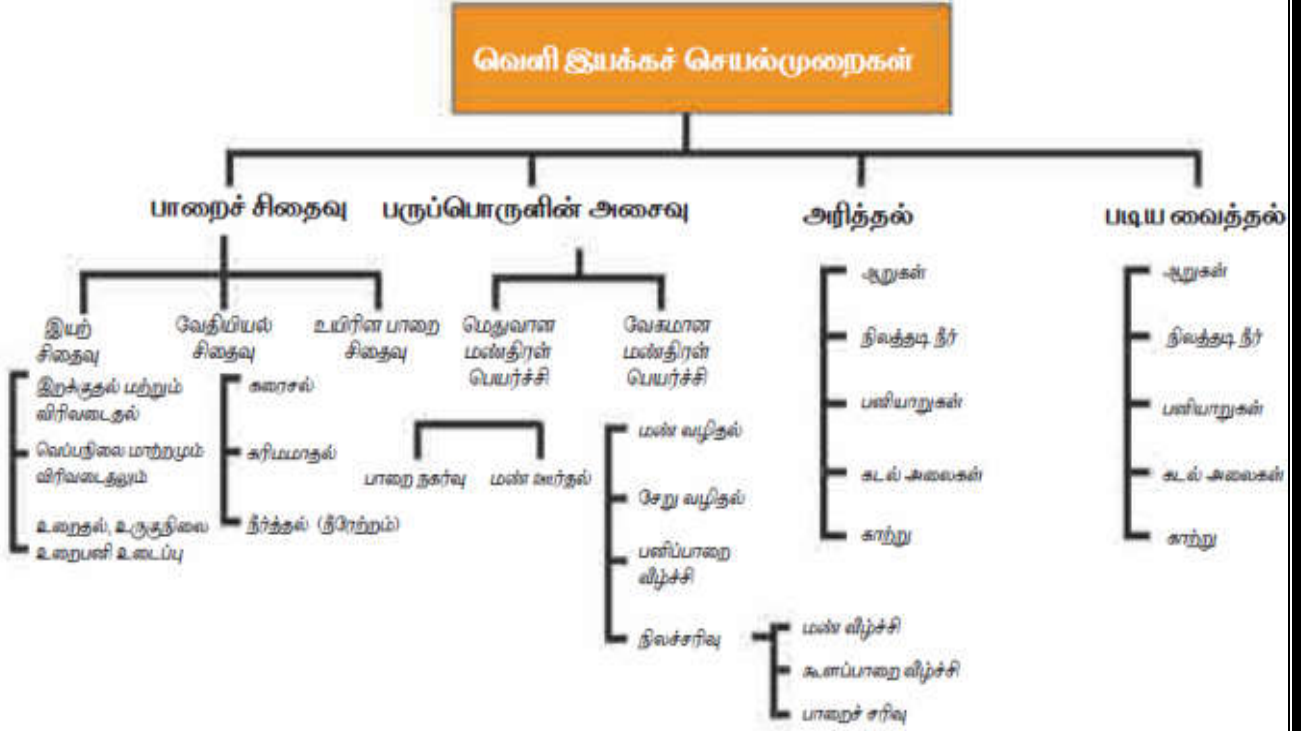 வெளி இயக்கச் செயல்முறைகள்
பாறைச் சிதைவு
பருப்பொருளின் அசைவு
அரித்தல்
படிய வைத்தல்
இயற்
சிதைவு
வேதியியல்
சிதைவு
உயிரின பாறை
சிதைவு
மெதுவான
மண்திரள்
பெயர்ச்சி
வேகமான
மண்திரள்
பெயர்ச்சி
இறக்குதல் மற்றும்
விரிவடைதல்
வெப்பநிலை மாற்றமும்
விரிவடைதலும்
உறைதல், உருகுநிலை
உறைபனி உடைப்பு
கரைசல்
கரிமமாதல்
நீர்த்தல் (நீரேற்றம்)
பாறை நகர்வு
மண் ஊர்தல்
மண் வழிதல்
சேறு வழிதல்
பனிப்பாறை
வீழ்ச்சி
நிலச்சரிவு
மண் வீழ்ச்சி
கூளப்பாறை வீழ்ச்சி
பாறைச் சரிவு
ஆறுகள்
நிலத்தடி நீர்
பனியாறுகள்
கடல் அலைகள்
காற்று
ஆறுகள்
நிலத்தடி நீர்
பனியாறுகள்
கடல் அலைகள்
காற்று